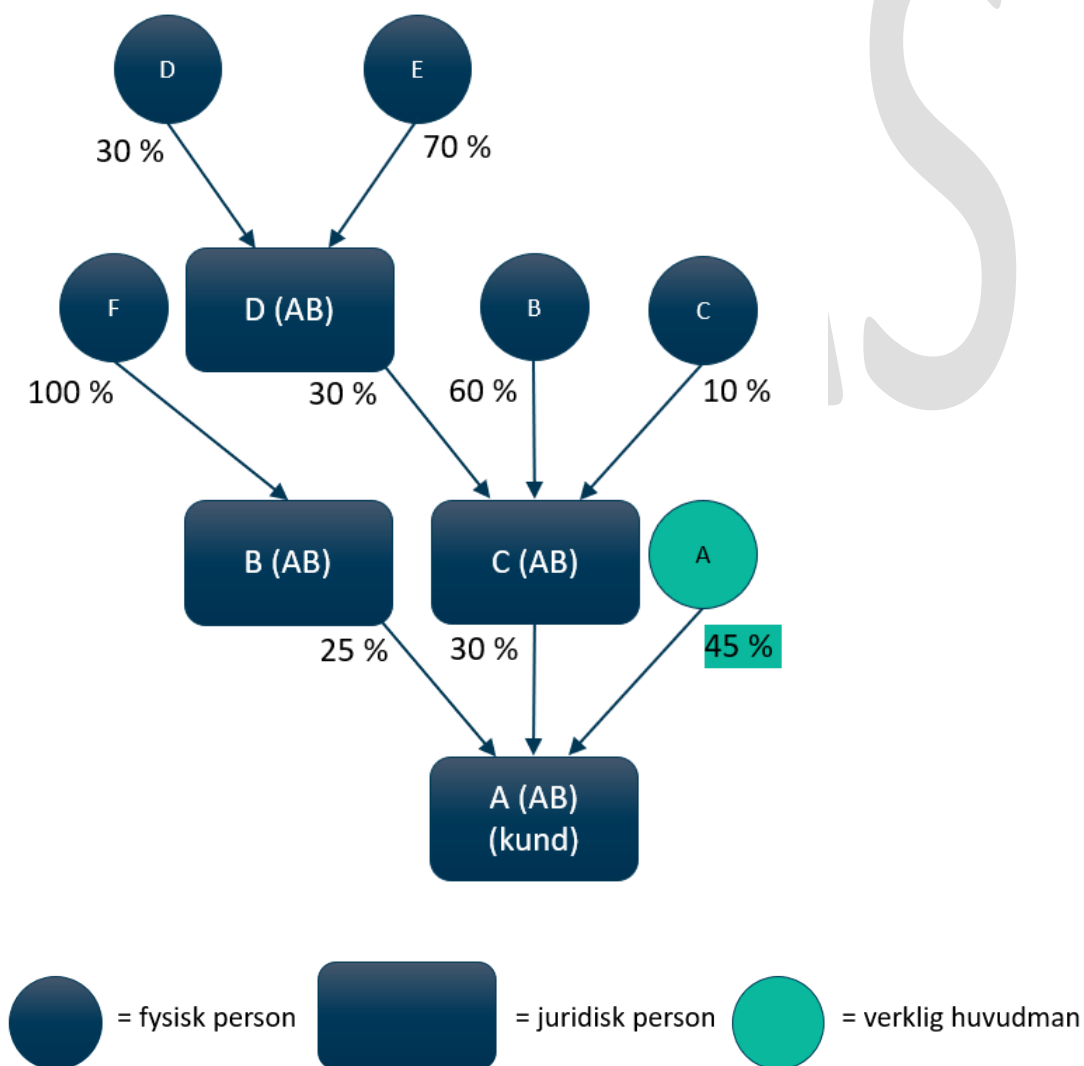 D
E
30 %
70 %
F
D (AB)
B
C
100 %
30 %
60 %
10 %
B (AB)
C (AB)
A
25 %
30 %
45 %
A (AB)
(kund)
= fysisk person
= juridisk person
= verklig huvudman
S